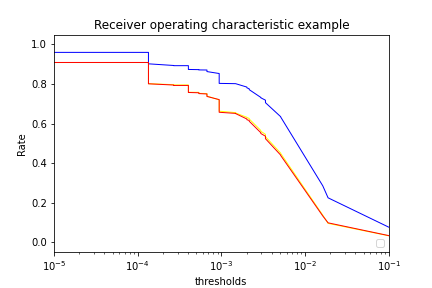 Receiver operating characteristic example
Rate
1.0
0.8
0.6
0.4
0.2
0.0
10⁻⁵ 10⁻⁴ 10⁻³ 10⁻² 10⁻¹
thresholds